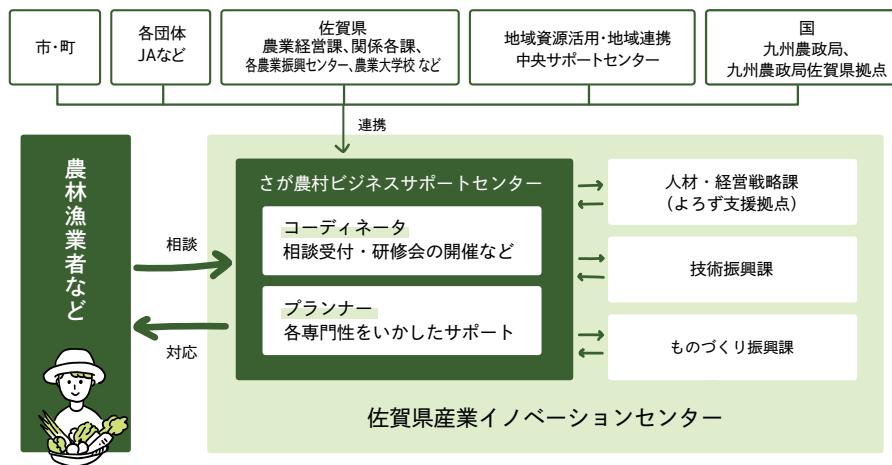 市・町
各団体
JAなど
佐賀県
農業経営課、関係各課、
各農業振興センター、農業大学校 など
地域資源活用・地域連携
中央サポートセンター
国
九州農政局、
九州農政局佐賀県拠点
連携
農林漁業者など
相談
対応
さが農村ビジネスサポートセンター
コーディネータ
相談受付・研修会の開催など
プランナー
各専門性をいかしたサポート
人材・経営戦略課
(よろず支援拠点)
技術振興課
ものづくり振興課
佐賀県産業イノベーションセンター